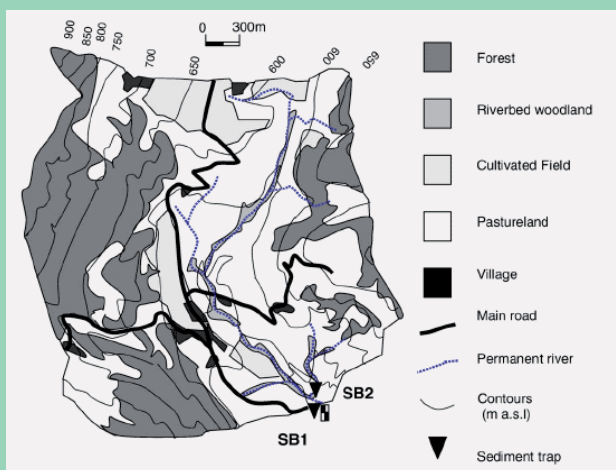 0 300m
900
850
800
750
700
650
600
600
650
Forest
Riverbed woodland
Cultivated Field
Pastureland
Village
Main road
Permanent river
Contours
(m a.s.l)
Sediment trap
SB2
SB1